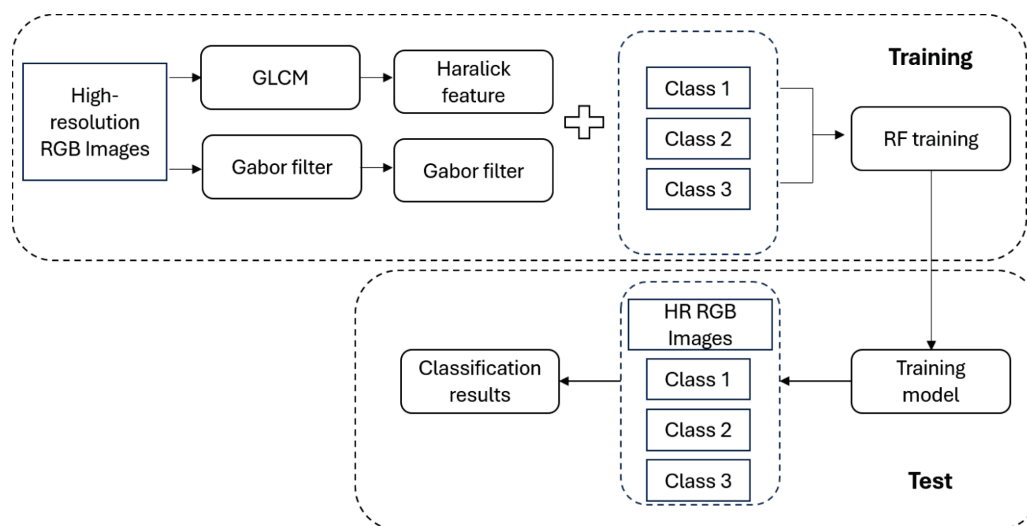 Training
High-
resolution
RGB Images
GLCM
Haralick
feature
Gabor filter
Gabor filter
Class 1
Class 2
Class 3
RF training
HR RGB
Images
Class 1
Class 2
Class 3
Training
model
Classification
results
Test